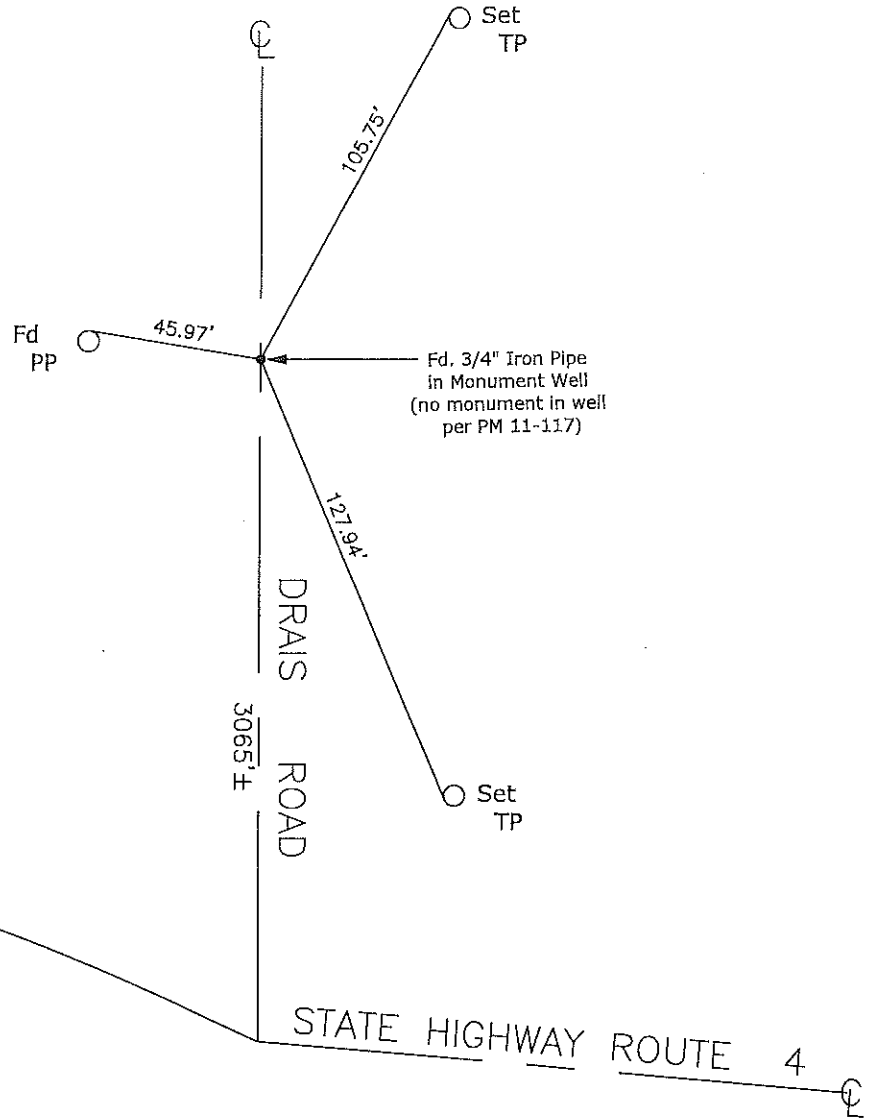 ℄
Set
TP
105.75'
Fd
PP
45.97'
Fd. 3/4" Iron Pipe
in Monument Well
(no monument in well
per PM 11-117)
127.94'
DRAIS ROAD
3065'±
Set
TP
STATE HIGHWAY ROUTE 4
℄